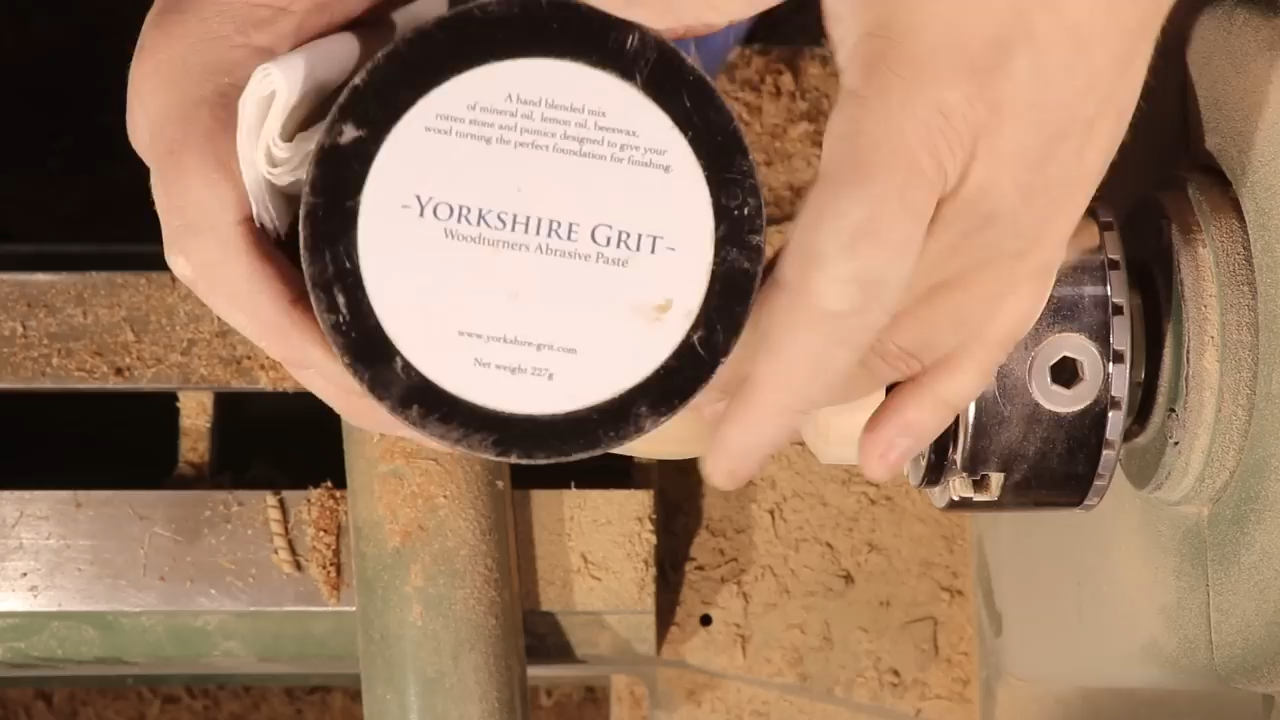 A hand blended mix
of mineral oil, lemon oil, beeswax,
rotten stone and pumice designed to give your
wood turning the perfect foundation for finishing.
-YORKSHIRE GRIT-
Woodturners Abrasive Paste
www.yorkshire-grit.com
Net weight 227g